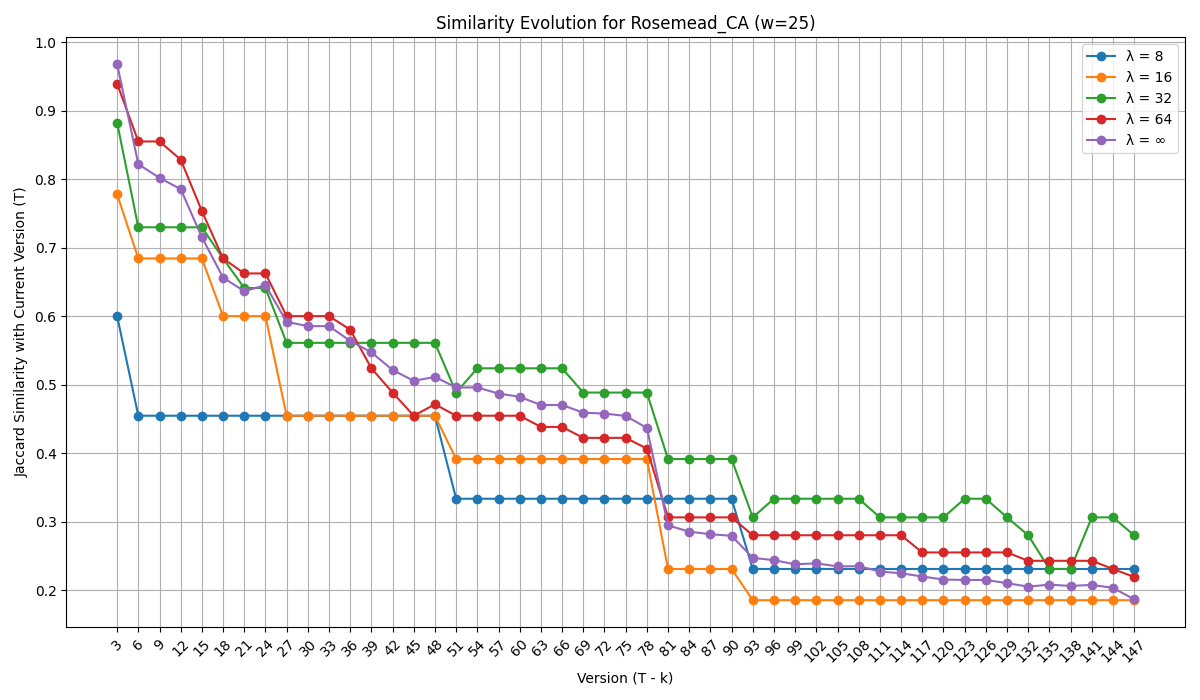 Similarity Evolution for Rosemead_CA (w=25)
Jaccard Similarity with Current Version (T)
1.0
0.9
0.8
0.7
0.6
0.5
0.4
0.3
0.2
λ = 8
λ = 16
λ = 32
λ = 64
λ = ∞
3 6 9 12 15 18 21 24 27 30 33 36 39 42 45 48 51 54 57 60 63 66 69 72 75 78 81 84 87 90 93 96 99 102 105 108 111 114 117 120 123 126 129 132 135 138 141 144 147
Version (T - k)